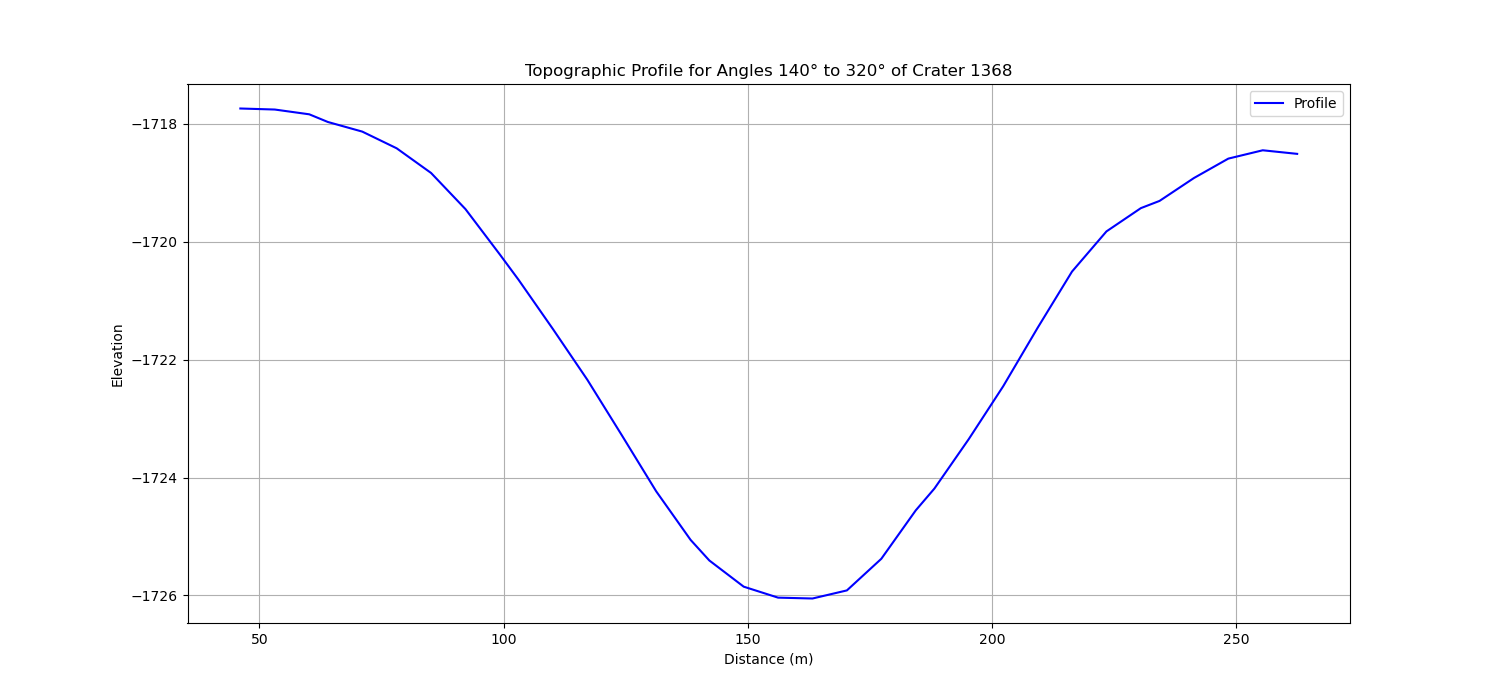 Topographic Profile for Angles 140° to 320° of Crater 1368
Profile
−1718
−1720
−1722
−1724
−1726
Elevation
50
100
150
200
250
Distance (m)